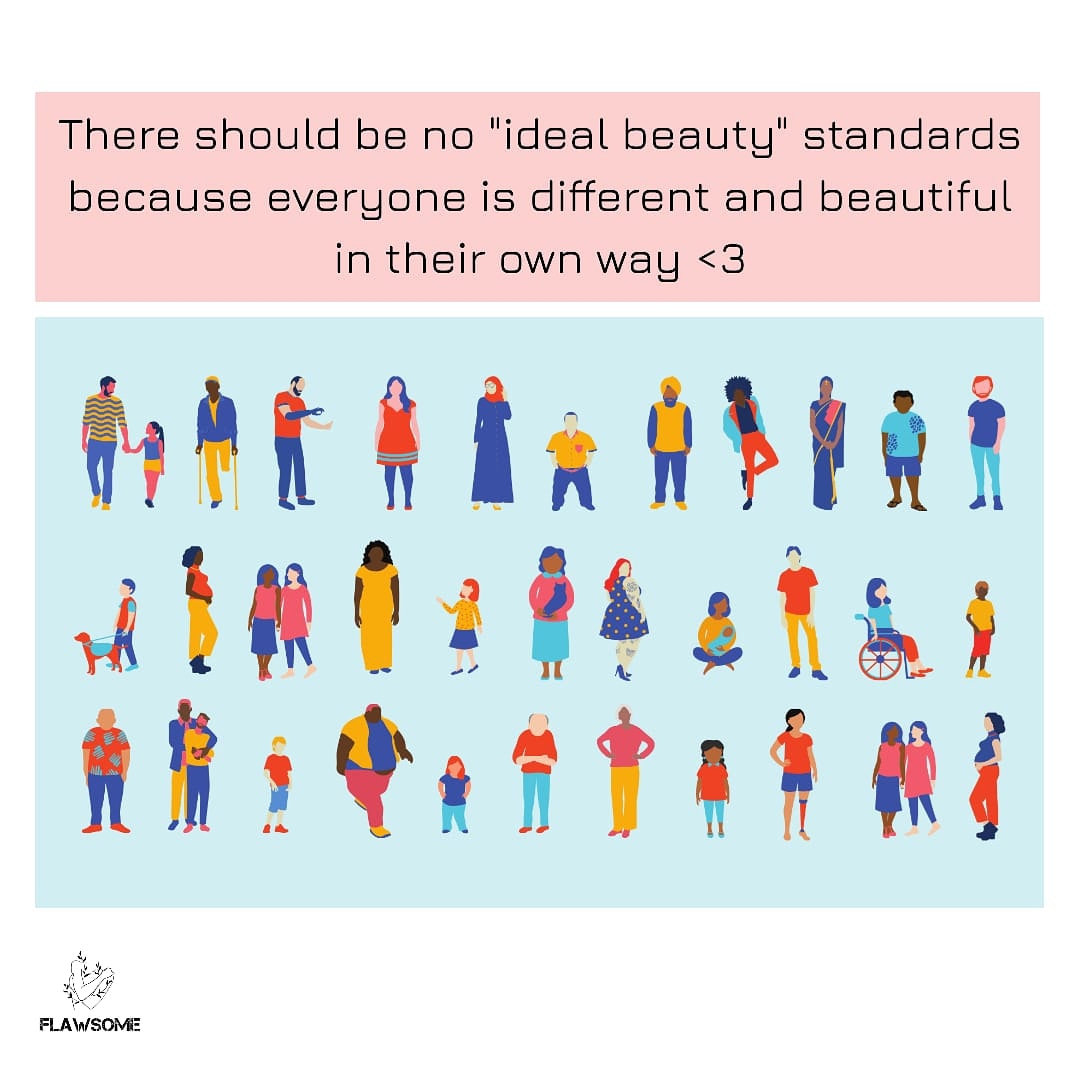 There should be no "ideal beauty" standards
because everyone is different and beautiful
in their own way <3
FLAWSOME